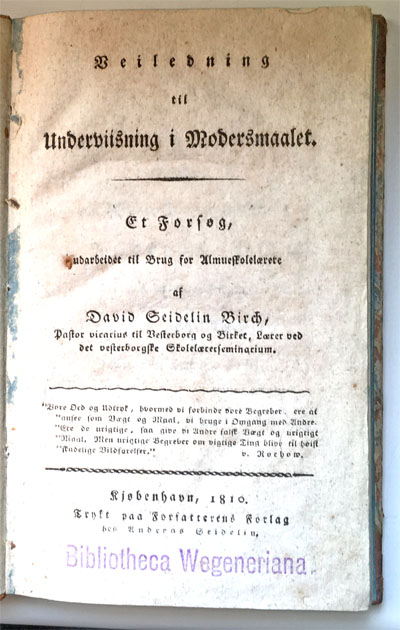 Veiledning
til
Underviisning i Modersmaalet.
Et Forsøg,
udarbeidet til Brug for Almueskolelærere
af
David Seidelin Birch,
Pastor vicarius til Vesterborg og Birket, Lærer ved
det vesterborgske Skolelærerseminarium.
"Vore Ord og Udtryk, hvormed vi forbinde vore Begreber, ere at
"ansee som Vægt og Maal, vi bruge i Omgang med Andre.
"Ere de urigtige, saa give vi Andre falsk Vægt og urigtigt
"Maal. Men urigtige Begreber om vigtige Ting blive til høist
"skadelige Vildfarelser."
v. Rochow.
Kjøbenhavn, 1810.
Trykt paa Forfatterens Forlag
hos Andreas Seidelin.
Bibliotheca Wegeneriana